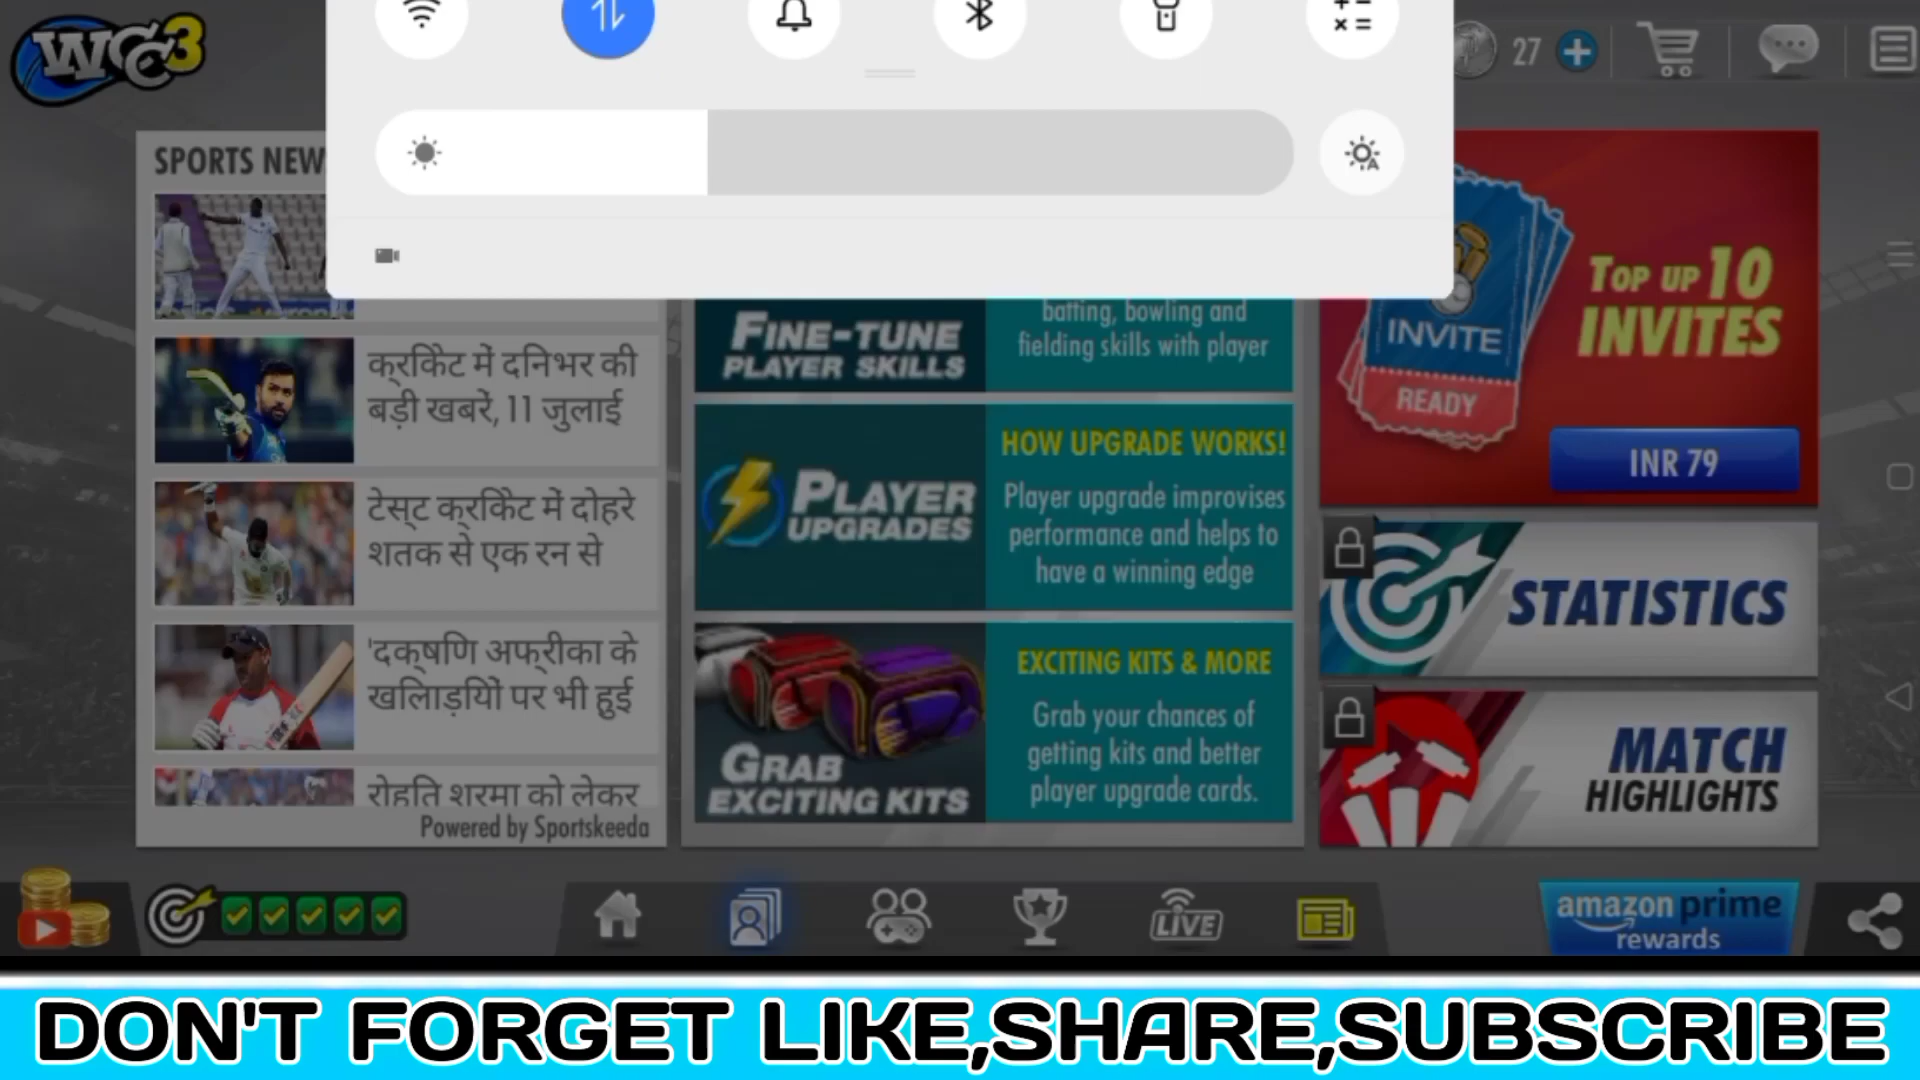 WCC3
27
SPORTS NEW
क्रिकेट में दिनभर की
बड़ी खबरें, 11 जुलाई
टेस्ट क्रिकेट में दोहरे
शतक से एक रन से
'दक्षिण अफ्रीका के
खिलाड़ियों पर भी हुई
रोहित शरमा को लेकर
Powered by Sportskeeda
FINE-TUNE
PLAYER SKILLS
batting, bowling and
fielding skills with player
PLAYER
UPGRADES
HOW UPGRADE WORKS!
Player upgrade improvises
performance and helps to
have a winning edge
GRAB
EXCITING KITS
EXCITING KITS & MORE
Grab your chances of
getting kits and better
player upgrade cards.
INVITE
READY
TOP UP 10
INVITES
INR 79
STATISTICS
MATCH
HIGHLIGHTS
LIVE
amazon prime
rewards
DON'T FORGET LIKE,SHARE,SUBSCRIBE